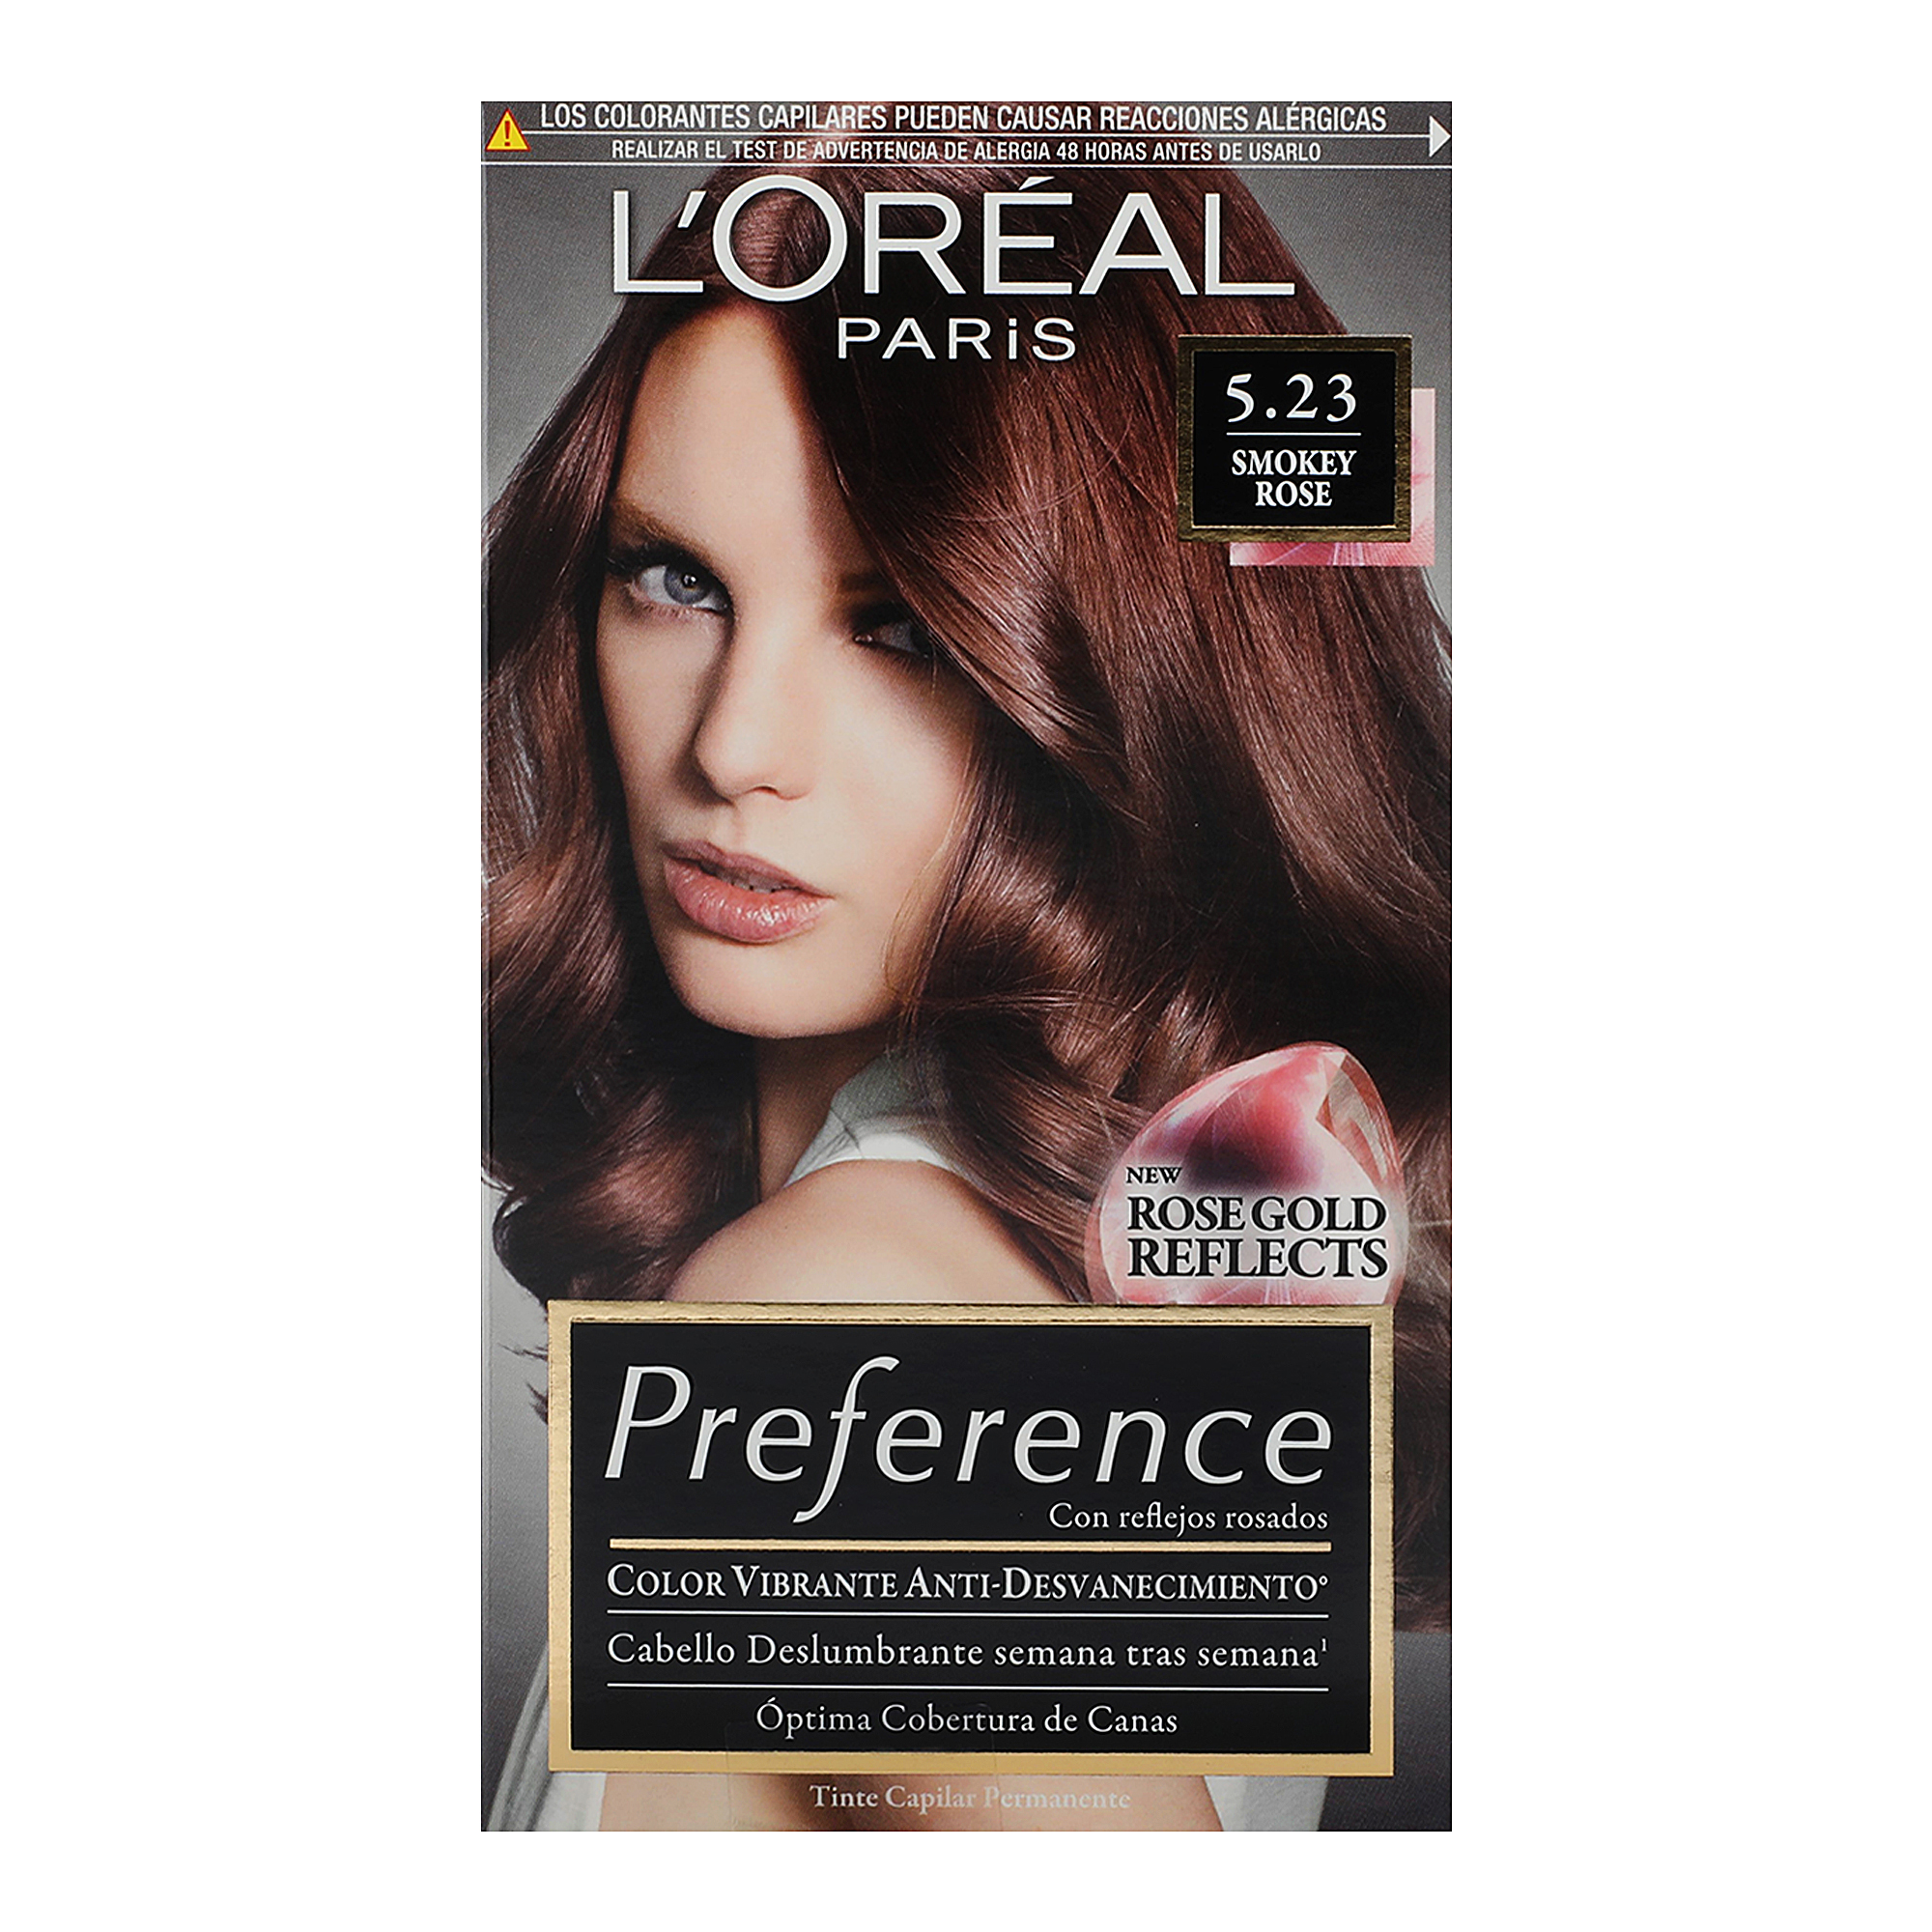 LOS COLORANTES CAPILARES PUEDEN CAUSAR REACCIONES ALÉRGICAS
REALIZAR EL TEST DE ADVERTENCIA DE ALERGIA 48 HORAS ANTES DE USARLO
L'ORÉAL
PARiS
5.23
SMOKEY
ROSE
NEW
ROSE GOLD
REFLECTS
Preference
Con reflejos rosados
COLOR VIBRANTE ANTI-DESVANECIMIENTO°
Cabello Deslumbrante semana tras semana¹
Óptima Cobertura de Canas
Tinte Capilar Permanente